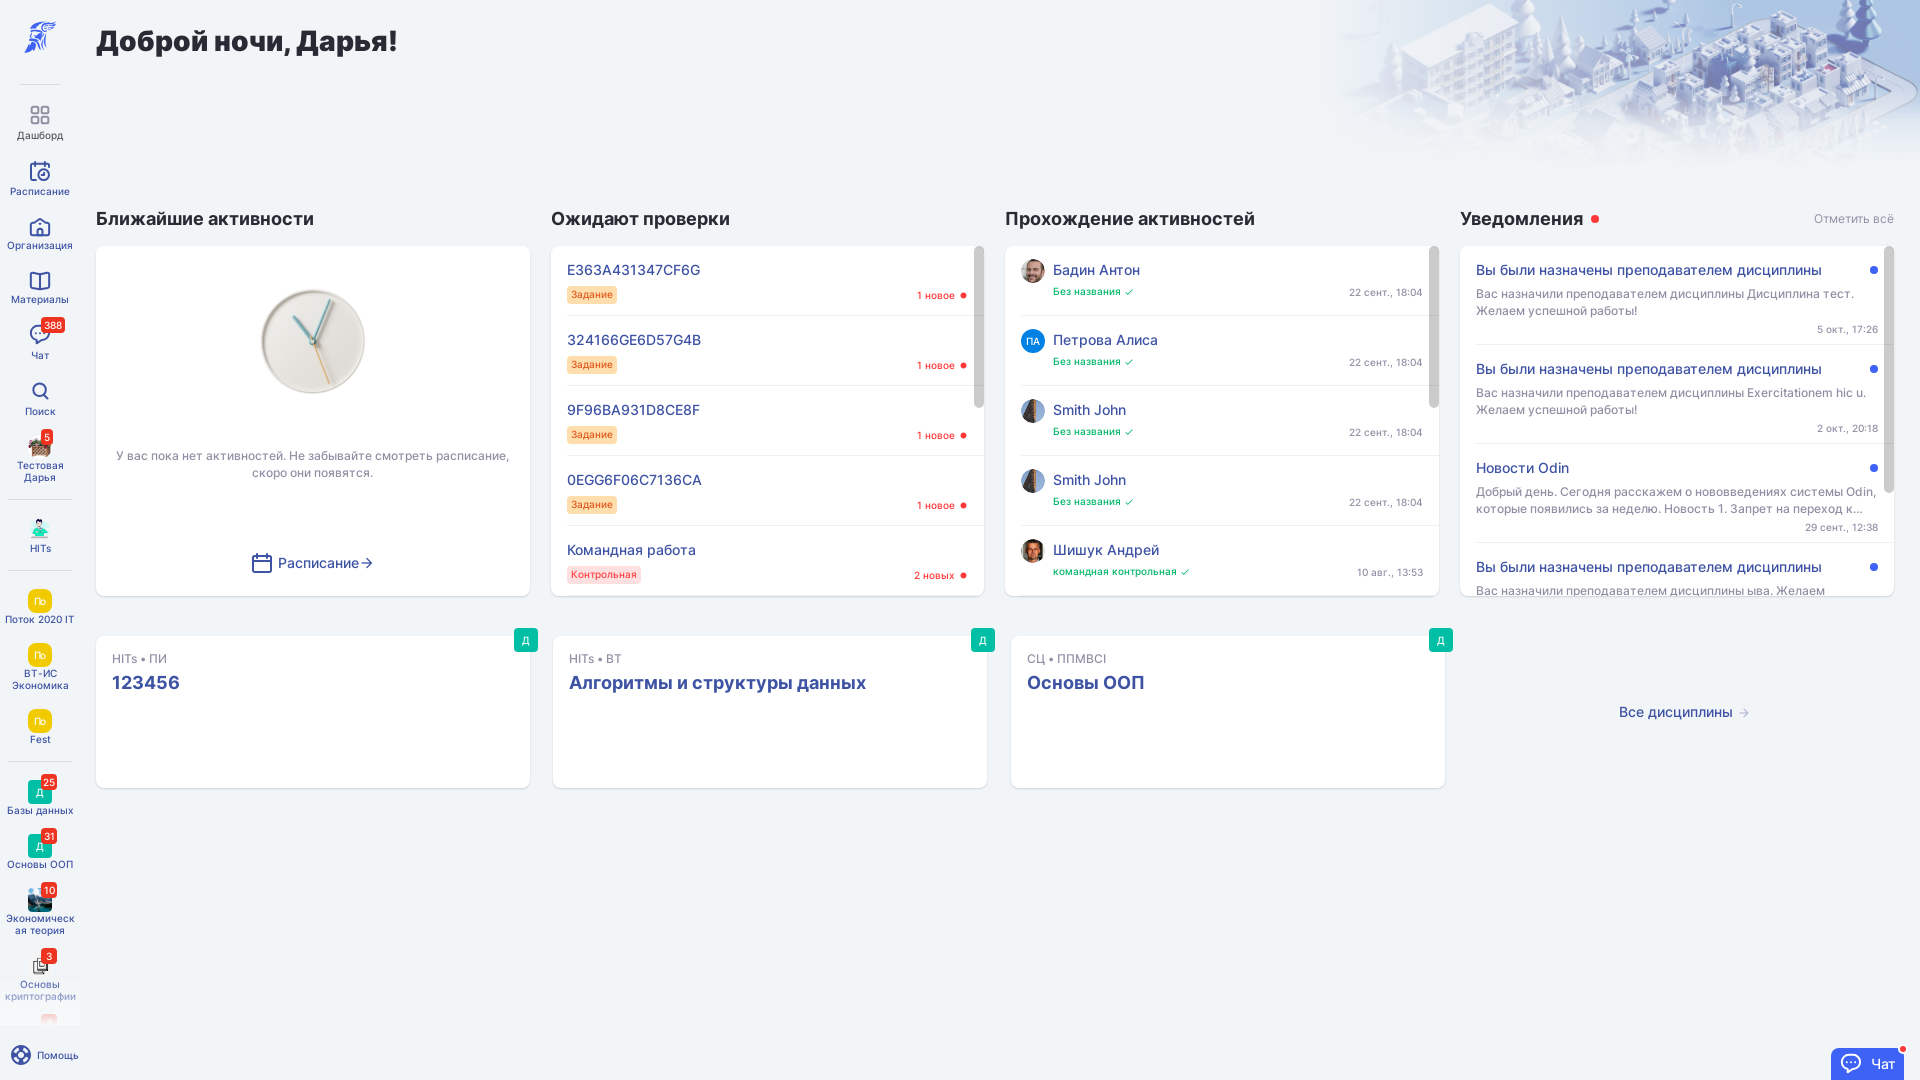 Доброй ночи, Дарья!
Дашборд
Расписание
Организация
Материалы
388
Чат
Поиск
5
Тестовая
Дарья
HITs
По
Поток 2020 IT
По
ВТ-ИС
Экономика
По
Fest
25
Д
Базы данных
31
Д
Основы ООП
10
Экономическ
ая теория
3
Основы
криптографии
Помощь
Ближайшие активности
У вас пока нет активностей. Не забывайте смотреть расписание,
скоро они появятся.
Расписание
Ожидают проверки
E363A431347CF6G
Задание
1 новое
324166GE6D57G4B
Задание
1 новое
9F96BA931D8CE8F
Задание
1 новое
0EGG6F06C7136CA
Задание
1 новое
Командная работа
Контрольная
2 новых
Прохождение активностей
Бадин Антон
Без названия
22 сент., 18:04
ПА
Петрова Алиса
Без названия
22 сент., 18:04
Smith John
Без названия
22 сент., 18:04
Smith John
Без названия
22 сент., 18:04
Шишук Андрей
командная контрольная
10 авг., 13:53
Уведомления
Отметить всё
Вы были назначены преподавателем дисциплины
Вас назначили преподавателем дисциплины Дисциплина тест.
Желаем успешной работы!
5 окт., 17:26
Вы были назначены преподавателем дисциплины
Вас назначили преподавателем дисциплины Exercitationem hic u.
Желаем успешной работы!
2 окт., 20:18
Новости Odin
Добрый день. Сегодня расскажем о нововведениях системы Odin,
которые появились за неделю. Новость 1. Запрет на переход к...
29 сент., 12:38
Вы были назначены преподавателем дисциплины
Вас назначили преподавателем дисциплины ыва. Желаем
Д
HITs • ПИ
123456
Д
HITs • ВТ
Алгоритмы и структуры данных
Д
СЦ • ППМВСІ
Основы ООП
Все дисциплины
Чат